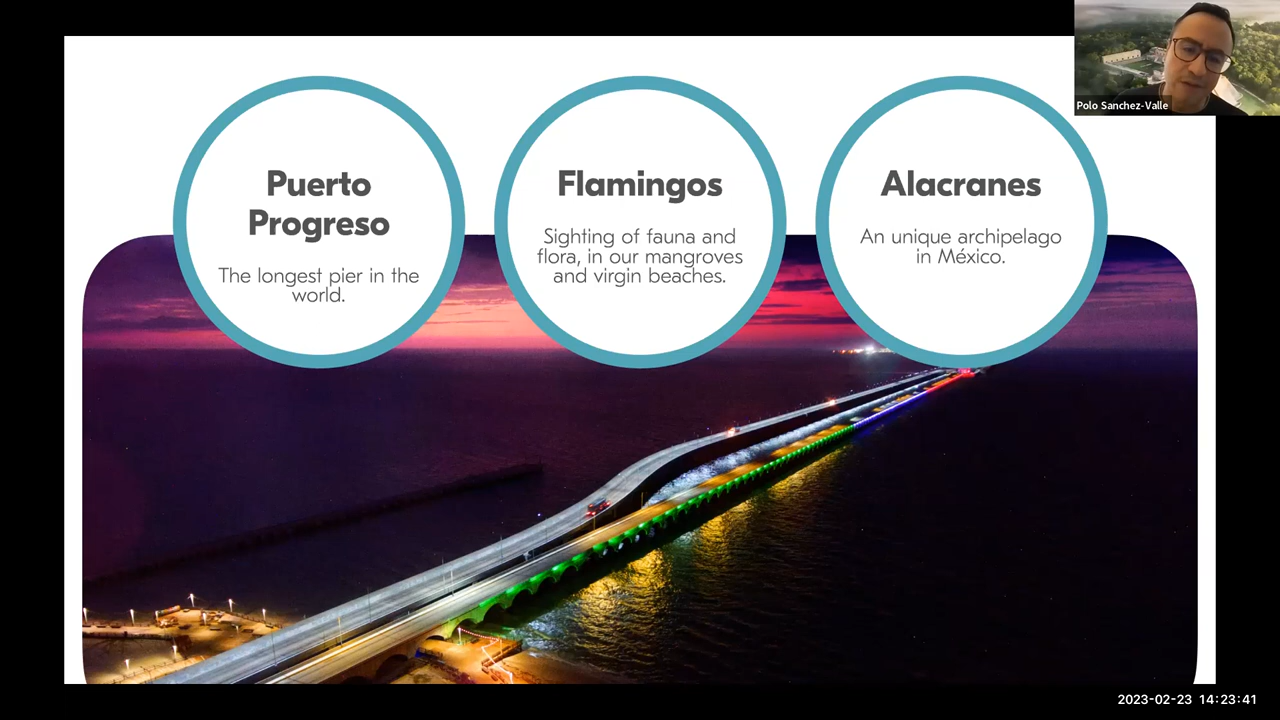 Polo Sanchez-Valle
Puerto
Progreso
The longest pier in the
world.
Flamingos
Sighting of fauna and
flora, in our mangroves
and virgin beaches.
Alacranes
An unique archipelago
in México.
2023-02-23 14:23:41